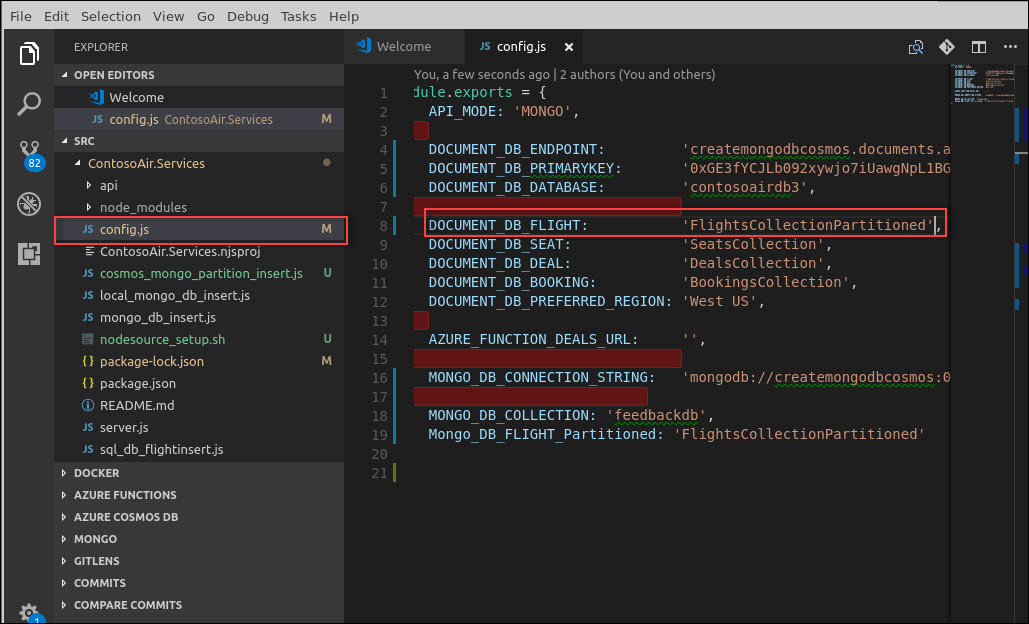 File Edit Selection View Go Debug Tasks Help
EXPLORER
OPEN EDITORS
Welcome
JS config.js ContosoAir.Services M
SRC
ContosoAir.Services
api
node_modules
JS config.js M
ContosoAir.Services.njsproj
JS cosmos_mongo_partition_insert.js U
JS local_mongo_db_insert.js
JS mongo_db_insert.js
nodesource_setup.sh U
{} package-lock.json M
{} package.json
README.md
JS server.js
JS sql_db_flightinsert.js
DOCKER
AZURE FUNCTIONS
AZURE COSMOS DB
MONGO
GITLENS
COMMITS
COMPARE COMMITS
82
1
Welcome
JS config.js ×
You, a few seconds ago | 2 authors (You and others)
1 dule.exports = {
2 API_MODE: 'MONGO',
3
4 DOCUMENT_DB_ENDPOINT: 'createmongodbcosmos.documents.a
5 DOCUMENT_DB_PRIMARYKEY: '0xGE3fYCJLb092xywjo7iUawgNpL1BG
6 DOCUMENT_DB_DATABASE: 'contosoairdb3',
7
8 DOCUMENT_DB_FLIGHT: 'FlightsCollectionPartitioned',
9 DOCUMENT_DB_SEAT: 'SeatsCollection',
10 DOCUMENT_DB_DEAL: 'DealsCollection',
11 DOCUMENT_DB_BOOKING: 'BookingsCollection',
12 DOCUMENT_DB_PREFERRED_REGION: 'West US',
13
14 AZURE_FUNCTION_DEALS_URL: '',
15
16 MONGO_DB_CONNECTION_STRING: 'mongodb://createmongodbcosmos:0
17
18 MONGO_DB_COLLECTION: 'feedbackdb',
19 Mongo_DB_FLIGHT_Partitioned: 'FlightsCollectionPartitioned'
20
21